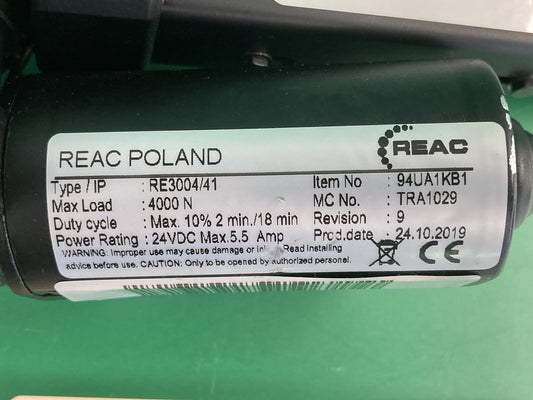 REAC POLAND
REAC
Type / IP : RE3004/41 Item No : 94UA1KB1
Max Load : 4000 N MC No. : TRA1029
Duty cycle : Max. 10% 2 min./18 min Revision : 9
Power Rating : 24VDC Max.5.5 Amp Prod.date : 24.10.2019
WARNING: Improper use may cause damage or Read Installing
advice before use. CAUTION: Only to be opened by authorized personel.
CE